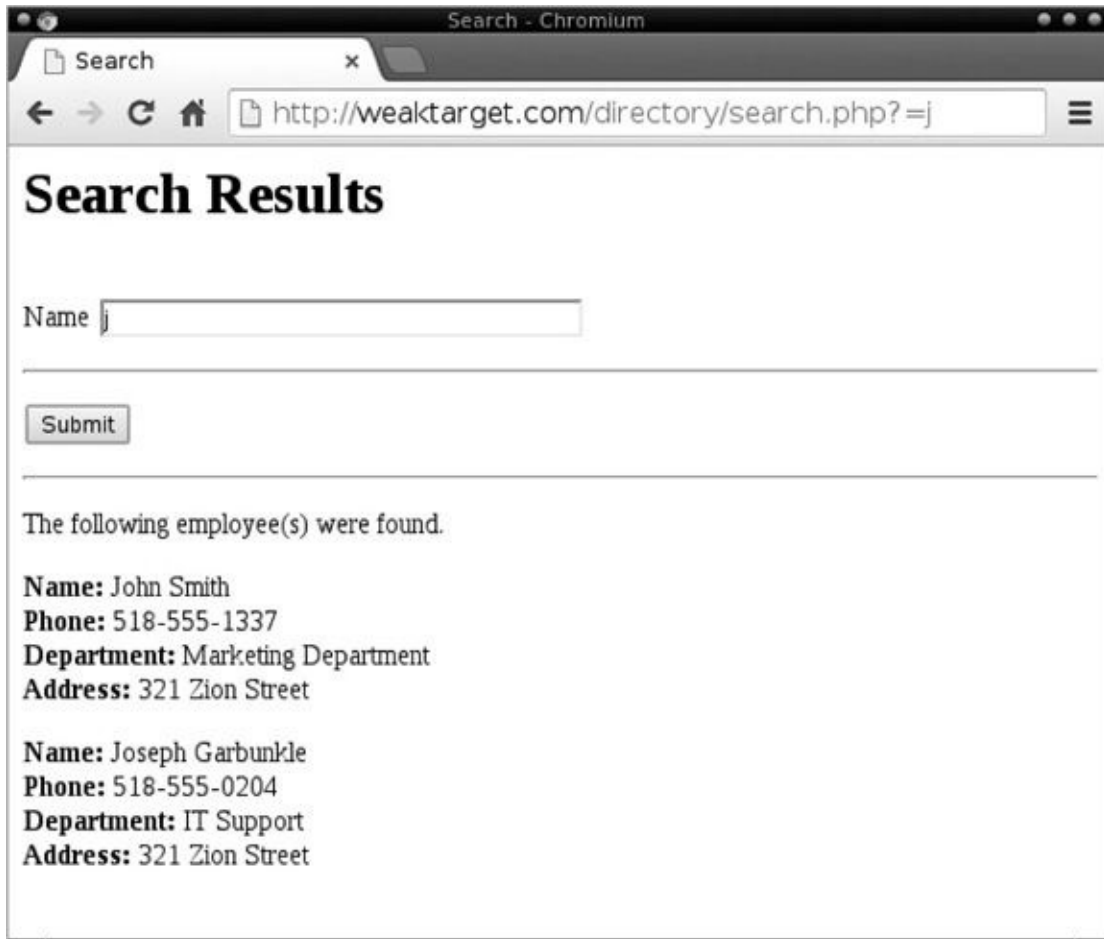 Search - Chromium
Search
http://weaktarget.com/directory/search.php?=j
Search Results
Name j
Submit
The following employee(s) were found.
Name: John Smith
Phone: 518-555-1337
Department: Marketing Department
Address: 321 Zion Street
Name: Joseph Garbunkle
Phone: 518-555-0204
Department: IT Support
Address: 321 Zion Street